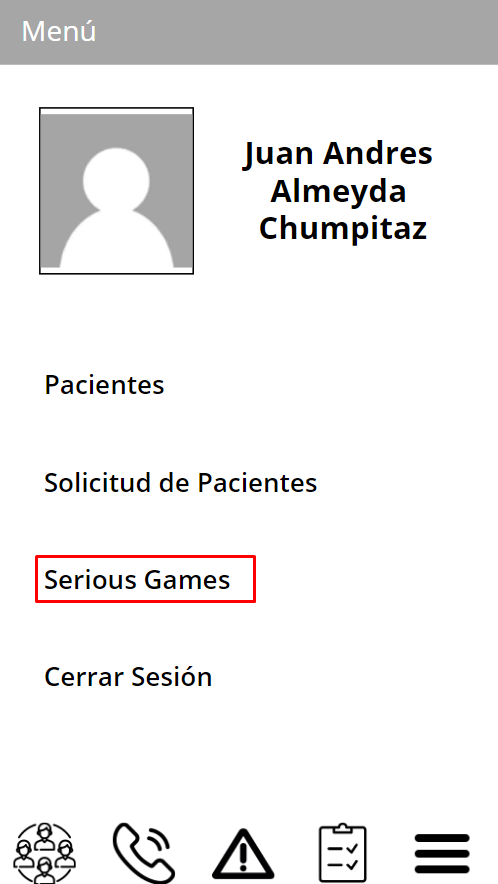 Menú
Juan Andres
Almeyda
Chumpitaz
Pacientes
Solicitud de Pacientes
Serious Games
Cerrar Sesión